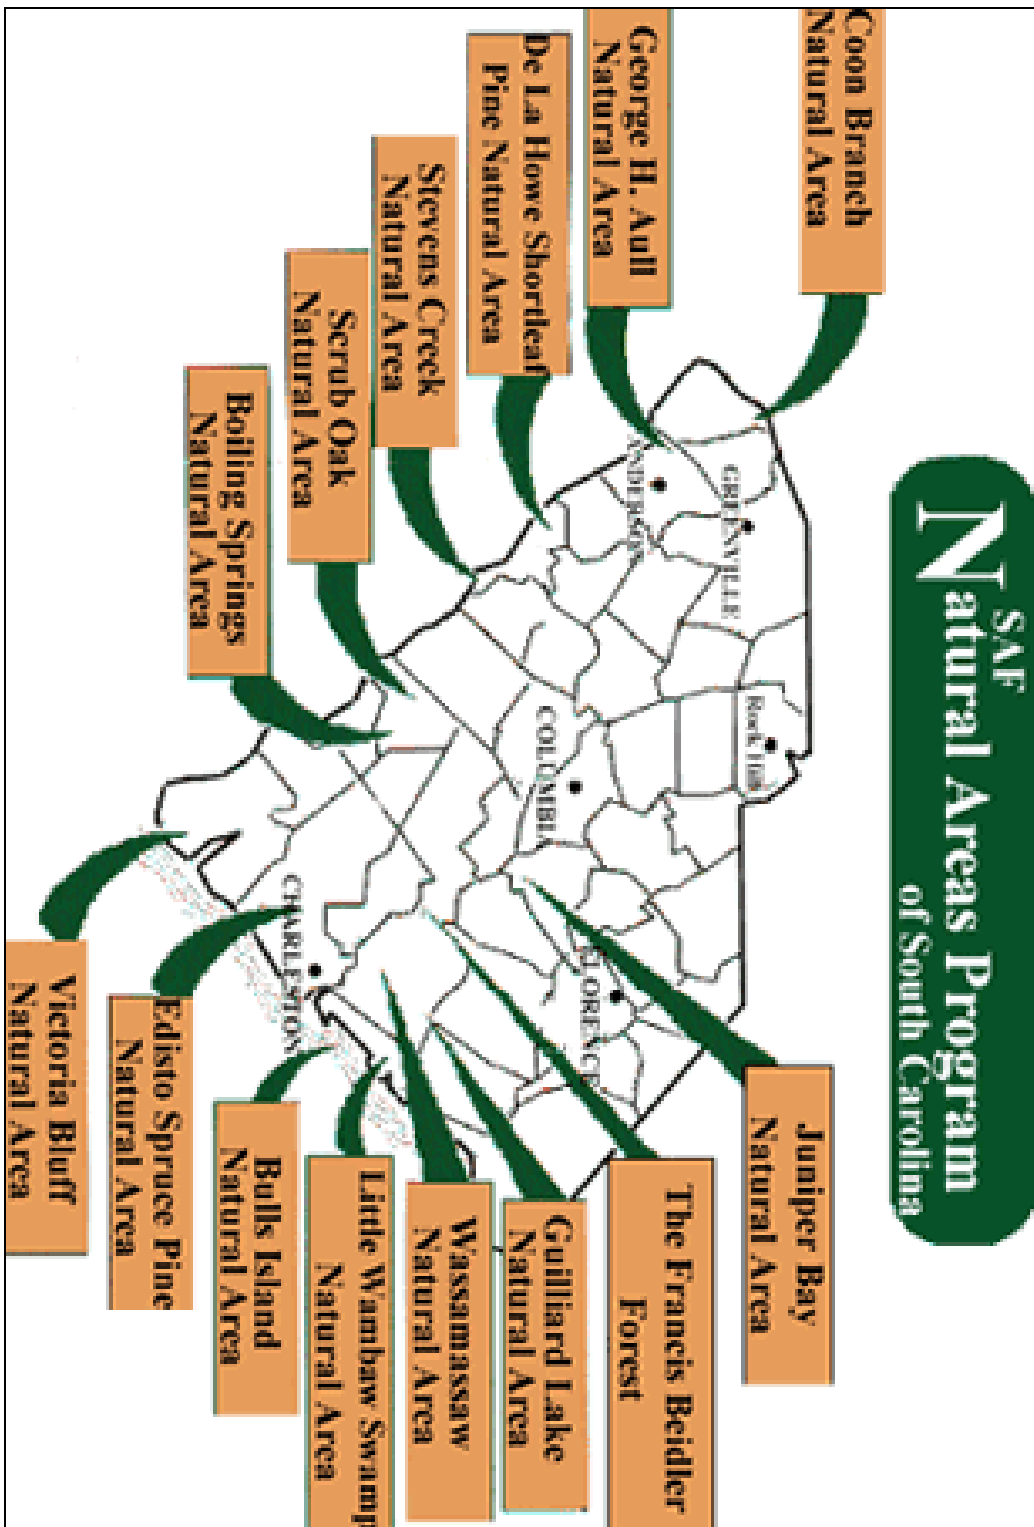 SAF
Natural Areas Program
of South Carolina
Coon Branch
Natural Area
George H. Aull
Natural Area
De La Howe Shortleaf
Pine Natural Area
Stevens Creek
Natural Area
Scrub Oak
Natural Area
Boiling Springs
Natural Area
GREENVILLE
ANDERSON
Rock Hill
COLUMBIA
FLORENCE
CHARLESTON
Juniper Bay
Natural Area
The Francis Beidler
Forest
Guilliard Lake
Natural Area
Wassamassaw
Natural Area
Little Wambaw Swamp
Natural Area
Bulls Island
Natural Area
Edisto Spruce Pine
Natural Area
Victoria Bluff
Natural Area